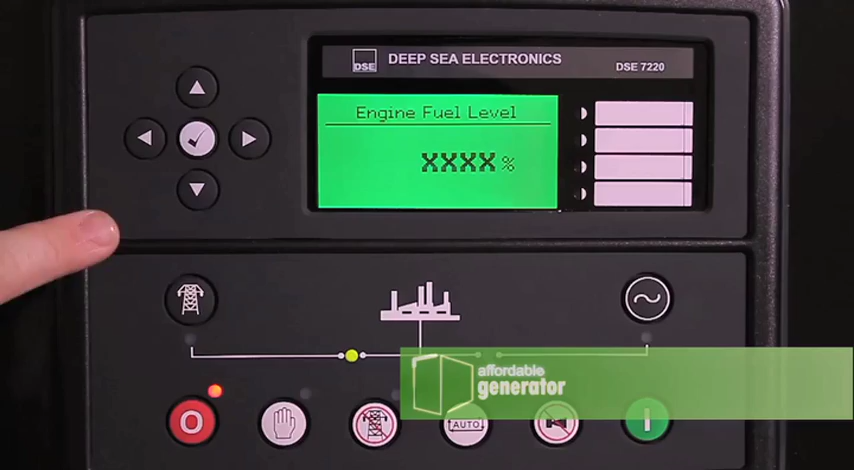 DSE
DEEP SEA ELECTRONICS
DSE 7220
Engine Fuel Level
XXXX %
affordable
generator
O
AUTO
I